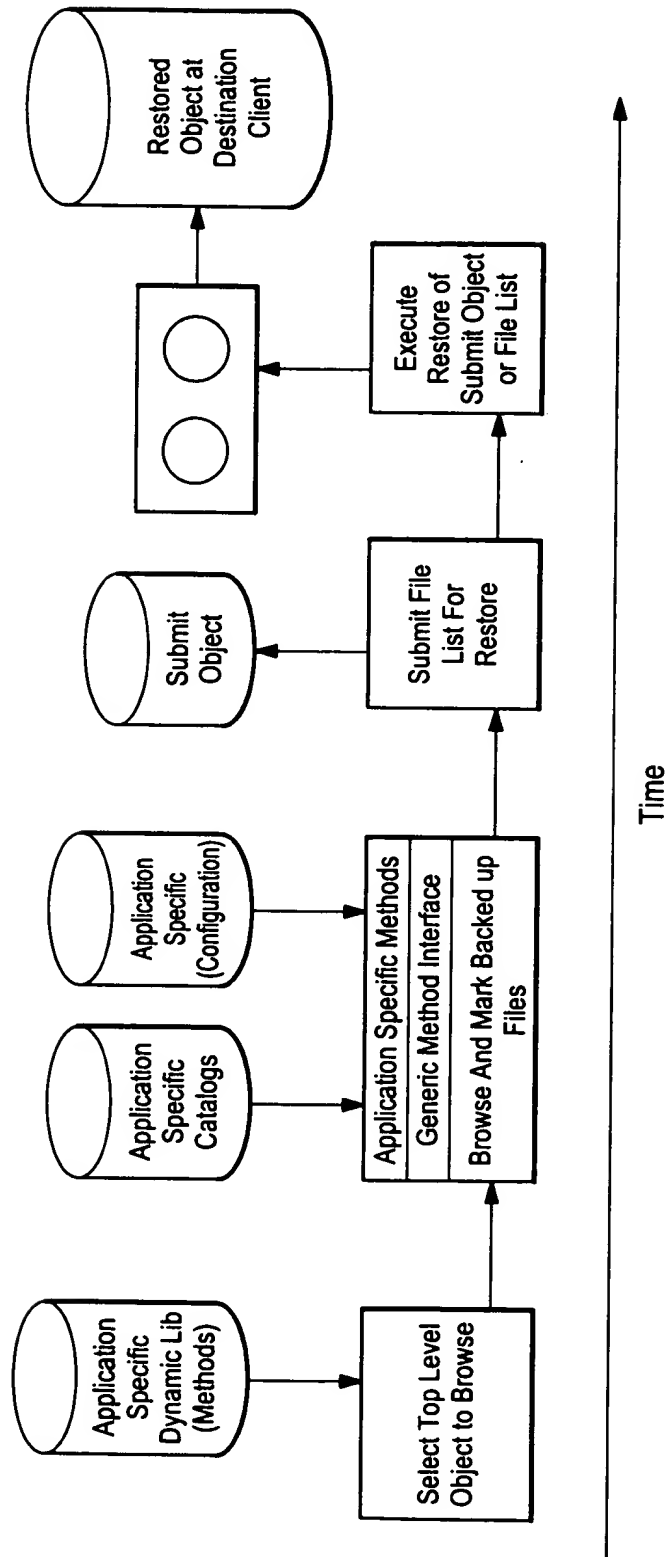 Application
Specific
Dynamic Lib
(Methods)
Select Top Level
Object to Browse
Application
Specific
Catalogs
Application
Specific
(Configuration)
Application Specific Methods
Generic Method Interface
Browse And Mark Backed up
Files
Submit
Object
Submit File
List For
Restore
Execute
Restore of
Submit Object
or File List
Restored
Object at
Destination
Client
Time